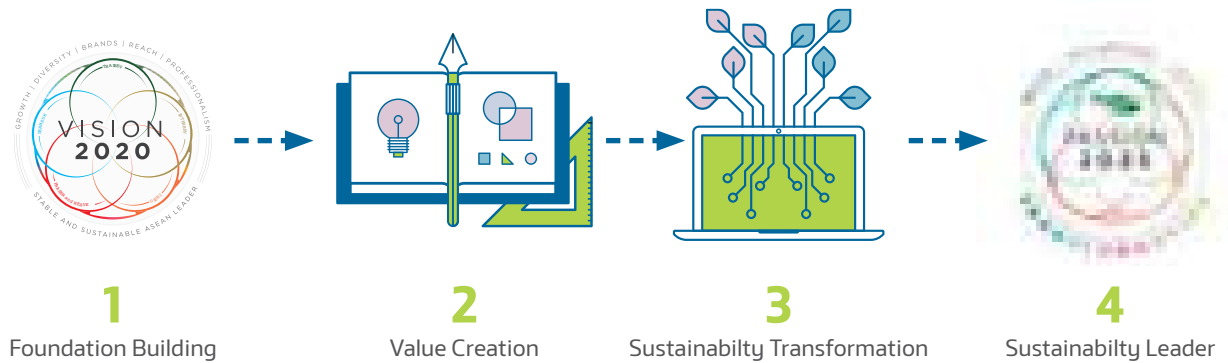 GROWTH | DIVERSITY | BRANDS | REACH | PROFESSIONALISM
VISION
2020
STABLE AND SUSTAINABLE ASEAN LEADER
1
Foundation Building
2
Value Creation
3
Sustainabilty Transformation
4
Sustainabilty Leader